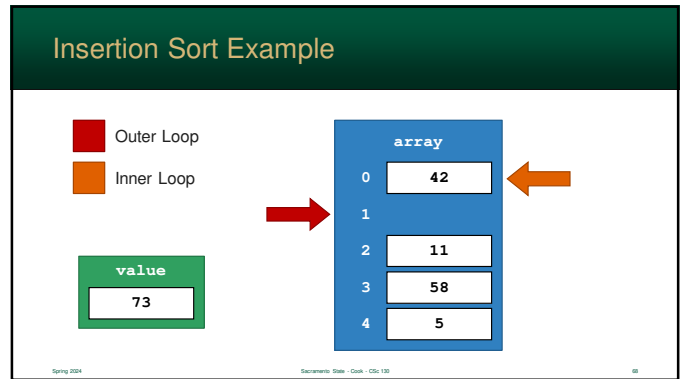 Insertion Sort Example
Outer Loop
Inner Loop
array
0 42
1
2 11
3 58
4 5
value
73
Spring 2024 Sacramento State - Cook - CSc 130 68